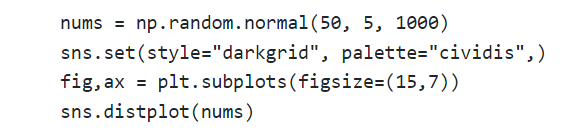 nums = np.random.normal(50, 5, 1000)
sns.set(style="darkgrid", palette="cividis",)
fig,ax = plt.subplots(figsize=(15,7))
sns.distplot(nums)